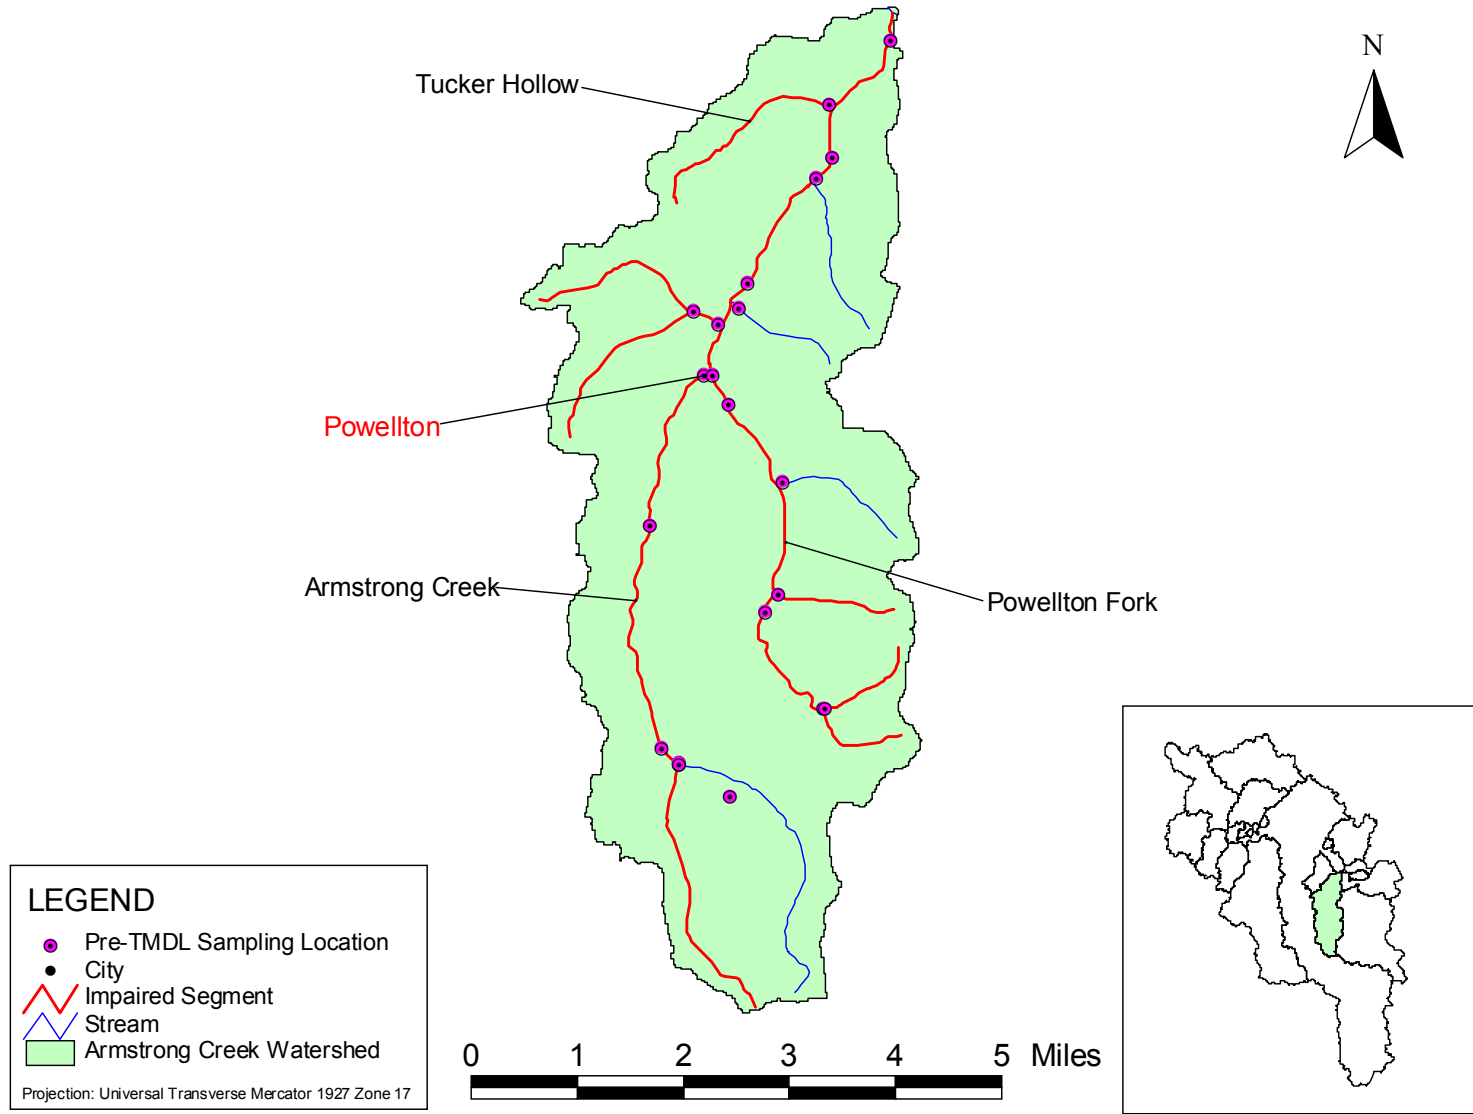 N
Tucker Hollow
Powellton
Armstrong Creek
Powellton Fork
LEGEND
Pre-TMDL Sampling Location
City
Impaired Segment
Stream
Armstrong Creek Watershed
Projection: Universal Transverse Mercator 1927 Zone 17
0 1 2 3 4 5 Miles